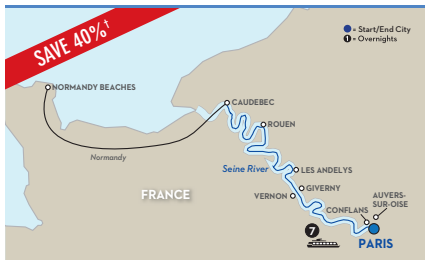 SAVE 40%†
= Start/End City
1 = Overnights
NORMANDY BEACHES
CAUDEBEC
ROUEN
Normandy
Seine River
LES ANDELYS
FRANCE
GIVERNY
VERNON
AUVERS-
SUR-OISE
CONFLANS
7
PARIS